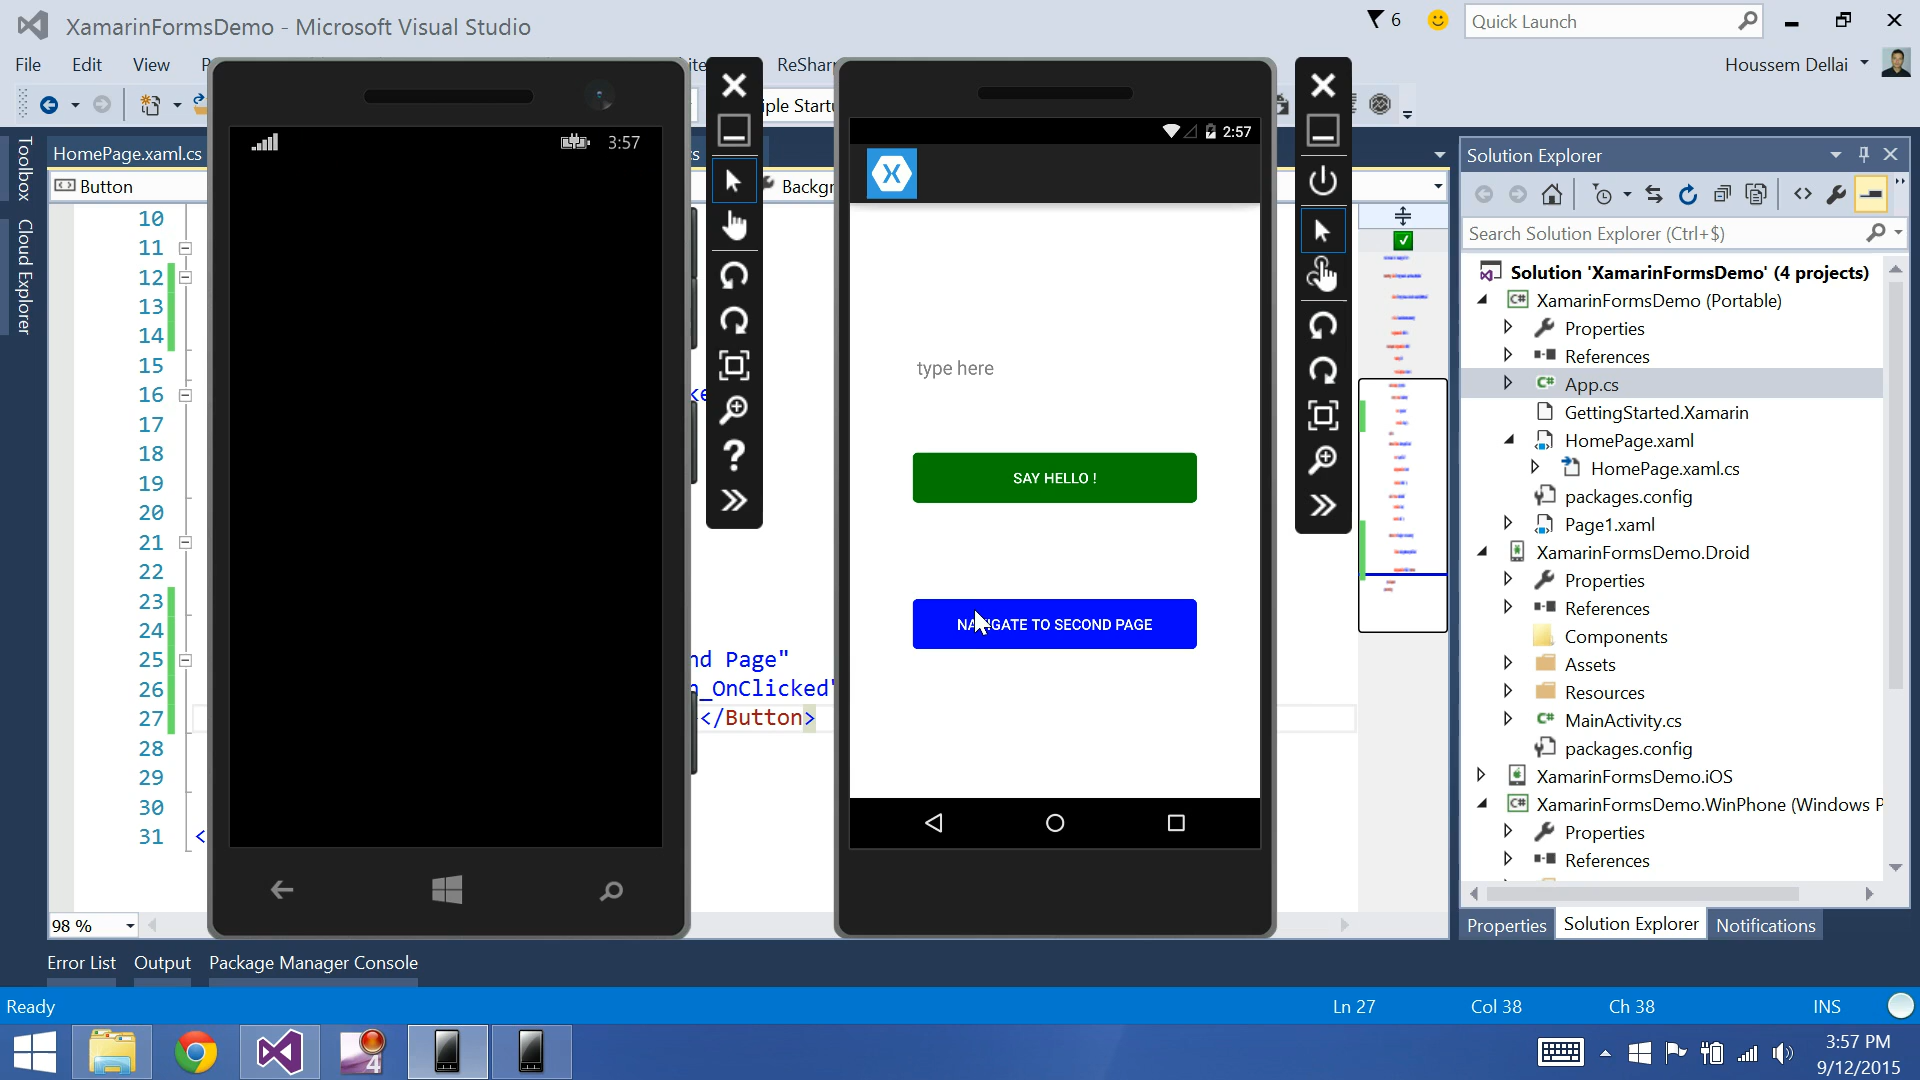 XamarinFormsDemo - Microsoft Visual Studio
6
Quick Launch
File Edit View
ReShar
Houssem Dellai
iple Startu
HomePage.xaml.cs
Button
Backgr
Toolbox
Cloud Explorer
10
11
12
13
14
15
16
17
18
19
20
21
22
23
24
25
26
27
28
29
30
31
<
nd Page"
_OnClicked"
</Button>
3:57
2:57
type here
SAY HELLO !
NAVIGATE TO SECOND PAGE
Solution Explorer
Search Solution Explorer (Ctrl+$)
Solution 'XamarinFormsDemo' (4 projects)
XamarinFormsDemo (Portable)
Properties
References
App.cs
GettingStarted.Xamarin
HomePage.xaml
HomePage.xaml.cs
packages.config
Page1.xaml
XamarinFormsDemo.Droid
Properties
References
Components
Assets
Resources
MainActivity.cs
packages.config
XamarinFormsDemo.iOS
XamarinFormsDemo.WinPhone (Windows P
Properties
References
98 %
Properties Solution Explorer Notifications
Error List Output Package Manager Console
Ready
Ln 27 Col 38 Ch 38 INS
4
3:57 PM
9/12/2015